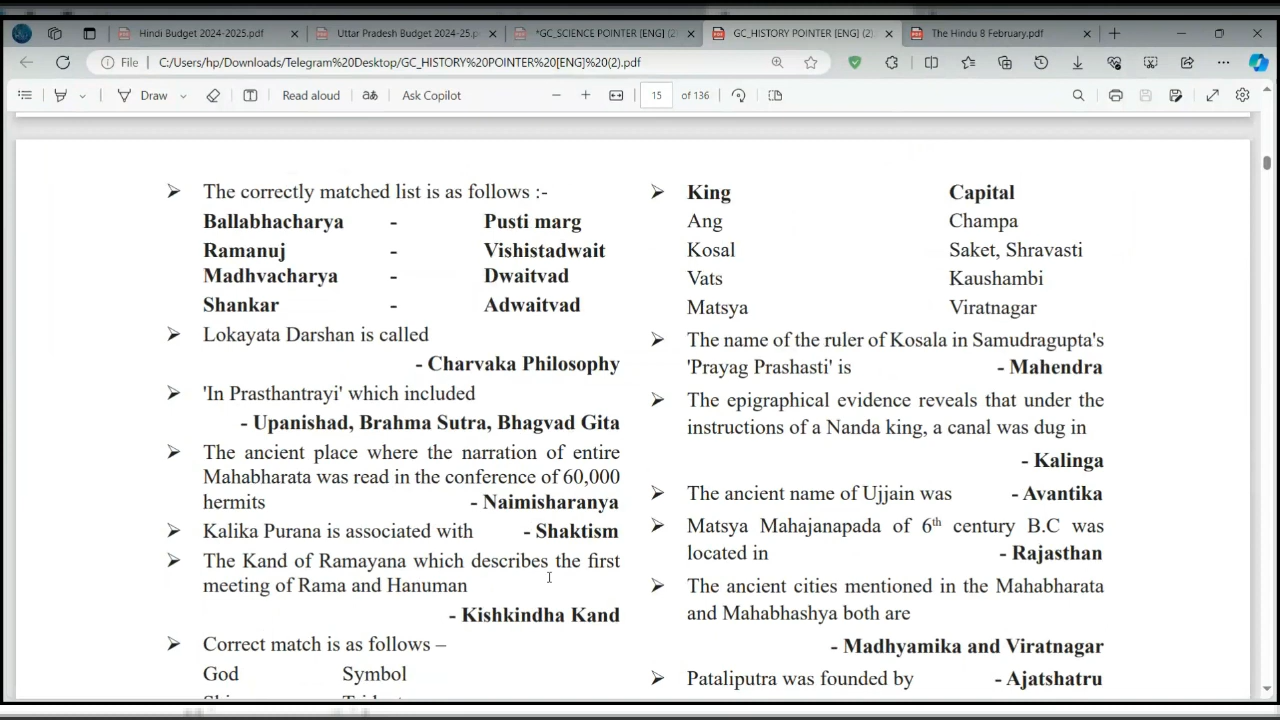 Hindi Budget 2024-2025.pdf
Uttar Pradesh Budget 2024-25.p
*GC_SCIENCE POINTER [ENG] (2)
GC_HISTORY POINTER [ENG] (2)
The Hindu 8 February.pdf
File C:/Users/hp/Downloads/Telegram%20Desktop/GC_HISTORY%20POINTER%20[ENG]%20(2).pdf
Draw
Read aloud
Ask Copilot
15 of 136
➢ The correctly matched list is as follows :-
Ballabhacharya - Pusti marg
Ramanuj - Vishistadwait
Madhvacharya - Dwaitvad
Shankar - Adwaitvad
➢ Lokayata Darshan is called
- Charvaka Philosophy
➢ 'In Prasthantrayi' which included
- Upanishad, Brahma Sutra, Bhagvad Gita
➢ The ancient place where the narration of entire
Mahabharata was read in the conference of 60,000
hermits - Naimisharanya
➢ Kalika Purana is associated with - Shaktism
➢ The Kand of Ramayana which describes the first
meeting of Rama and Hanuman
- Kishkindha Kand
➢ Correct match is as follows –
God Symbol
➢ King Capital
Ang Champa
Kosal Saket, Shravasti
Vats Kaushambi
Matsya Viratnagar
➢ The name of the ruler of Kosala in Samudragupta's
'Prayag Prashasti' is - Mahendra
➢ The epigraphical evidence reveals that under the
instructions of a Nanda king, a canal was dug in
- Kalinga
➢ The ancient name of Ujjain was - Avantika
➢ Matsya Mahajanapada of 6th century B.C was
located in - Rajasthan
➢ The ancient cities mentioned in the Mahabharata
and Mahabhashya both are
- Madhyamika and Viratnagar
➢ Pataliputra was founded by - Ajatshatru